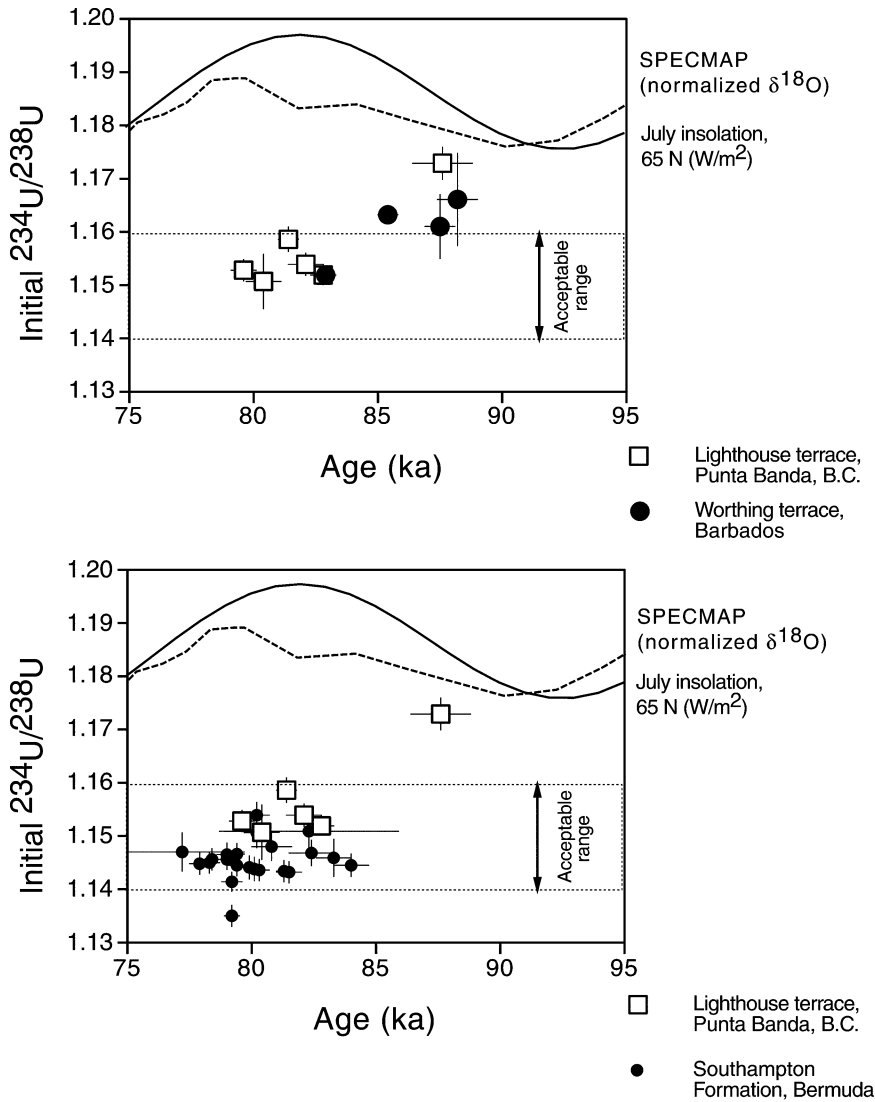 1.20
1.19
1.18
1.17
1.16
1.15
1.14
1.13
Initial 234U/238U
75
80
85
90
95
Age (ka)
SPECMAP
(normalized δ18O)
July insolation,
65 N (W/m2)
Acceptable
range
Lighthouse terrace,
Punta Banda, B.C.
Worthing terrace,
Barbados
1.20
1.19
1.18
1.17
1.16
1.15
1.14
1.13
Initial 234U/238U
75
80
85
90
95
Age (ka)
SPECMAP
(normalized δ18O)
July insolation,
65 N (W/m2)
Acceptable
range
Lighthouse terrace,
Punta Banda, B.C.
Southampton
Formation, Bermuda